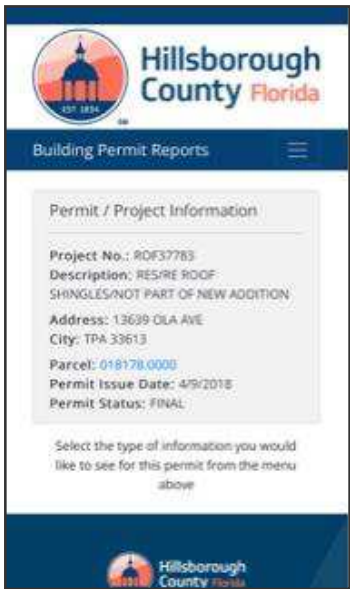 Hillsborough
County Florida
EST 1834
SM
Building Permit Reports
Permit / Project Information
Project No.: ROF37783
Description: RES/RE ROOF
SHINGLES/NOT PART OF NEW ADDITION
Address: 13639 OLA AVE
City: TPA 33613
Parcel: 018178.0000
Permit Issue Date: 4/9/2018
Permit Status: FINAL
Select the type of information you would
like to see for this permit from the menu
above
Hillsborough
County Florida